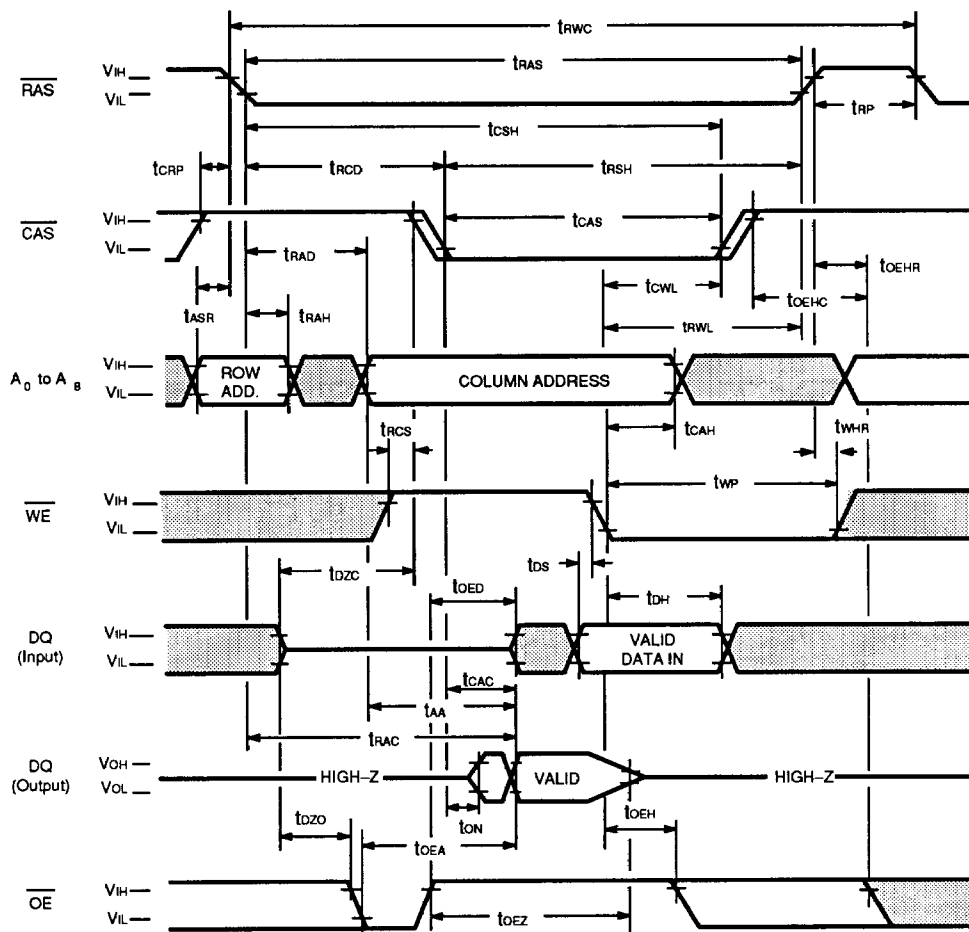 tRWC
RAS
VIH
VIL
tRAS
tRP
tCSH
tCRP
tRCD
tRSH
CAS
VIH
VIL
tCAS
tRAD
tCWL
tOEHR
tOEHC
tASR
tRAH
tRWL
A0 to A8
VIH
VIL
ROW
ADD.
COLUMN ADDRESS
tRCS
tCAH
tWHR
tWP
WE
VIH
VIL
tDZC
tOED
tDS
tDH
DQ
(Input)
VIH
VIL
VALID
DATA IN
tCAC
tAA
tRAC
DQ
(Output)
VOH
VOL
HIGH–Z
VALID
HIGH–Z
tDZO
tON
tOEA
tOEH
OE
VIH
VIL
tOEZ